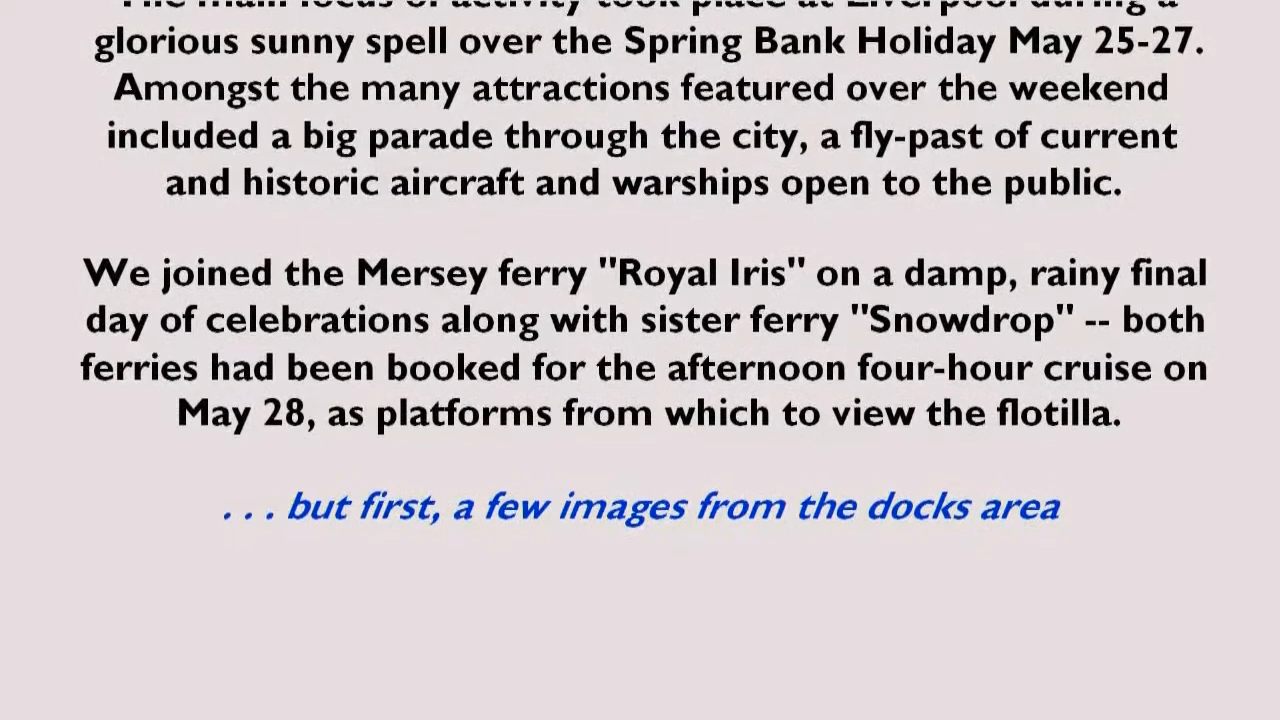 The main focus of activity took place at Liverpool during a
glorious sunny spell over the Spring Bank Holiday May 25-27.
Amongst the many attractions featured over the weekend
included a big parade through the city, a fly-past of current
and historic aircraft and warships open to the public.
We joined the Mersey ferry "Royal Iris" on a damp, rainy final
day of celebrations along with sister ferry "Snowdrop" -- both
ferries had been booked for the afternoon four-hour cruise on
May 28, as platforms from which to view the flotilla.
. . . but first, a few images from the docks area